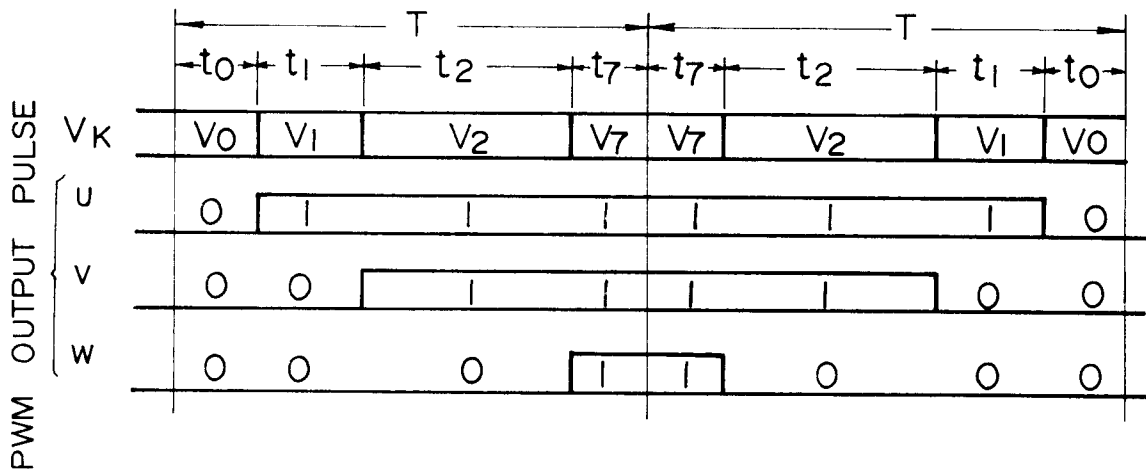 T T
t0 t1 t2 t7 t7 t2 t1 t0
VK V0 V1 V2 V7 V7 V2 V1 V0
PWM OUTPUT PULSE
U 0 1 1 1 1 1 1 0
V 0 0 1 1 1 1 0 0
W 0 0 0 1 1 0 0 0